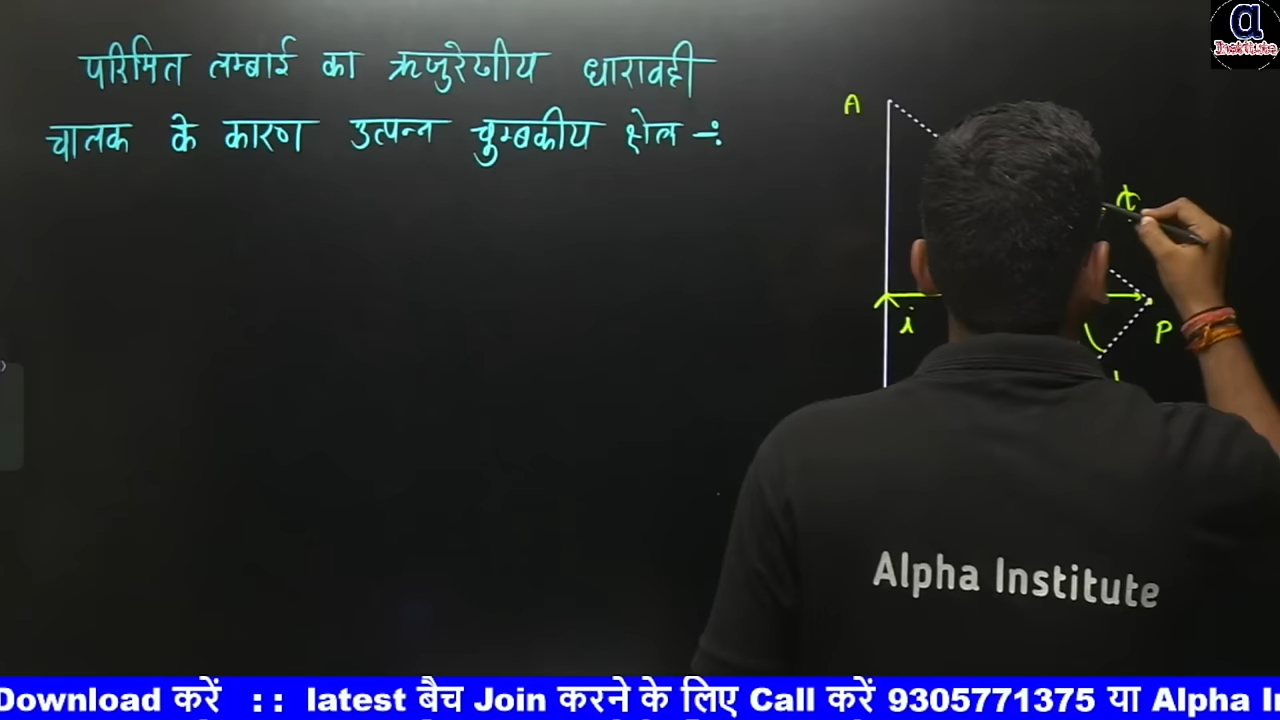 परिमित लम्बाई का ऋजुरेखीय धारावाही
चालक के कारण उत्पन्न चुम्बकीय क्षेत्र -:
A
i
P
Alpha Institute
α
Institute
Download करें :: latest बैच Join करने के लिए Call करें 9305771375 या Alpha I